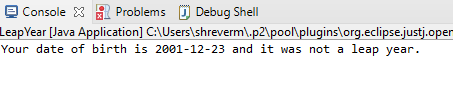 Console Problems Debug Shell
LeapYear [Java Application] C:\Users\shreverm\.p2\pool\plugins\org.eclipse.justj.open
Your date of birth is 2001-12-23 and it was not a leap year.